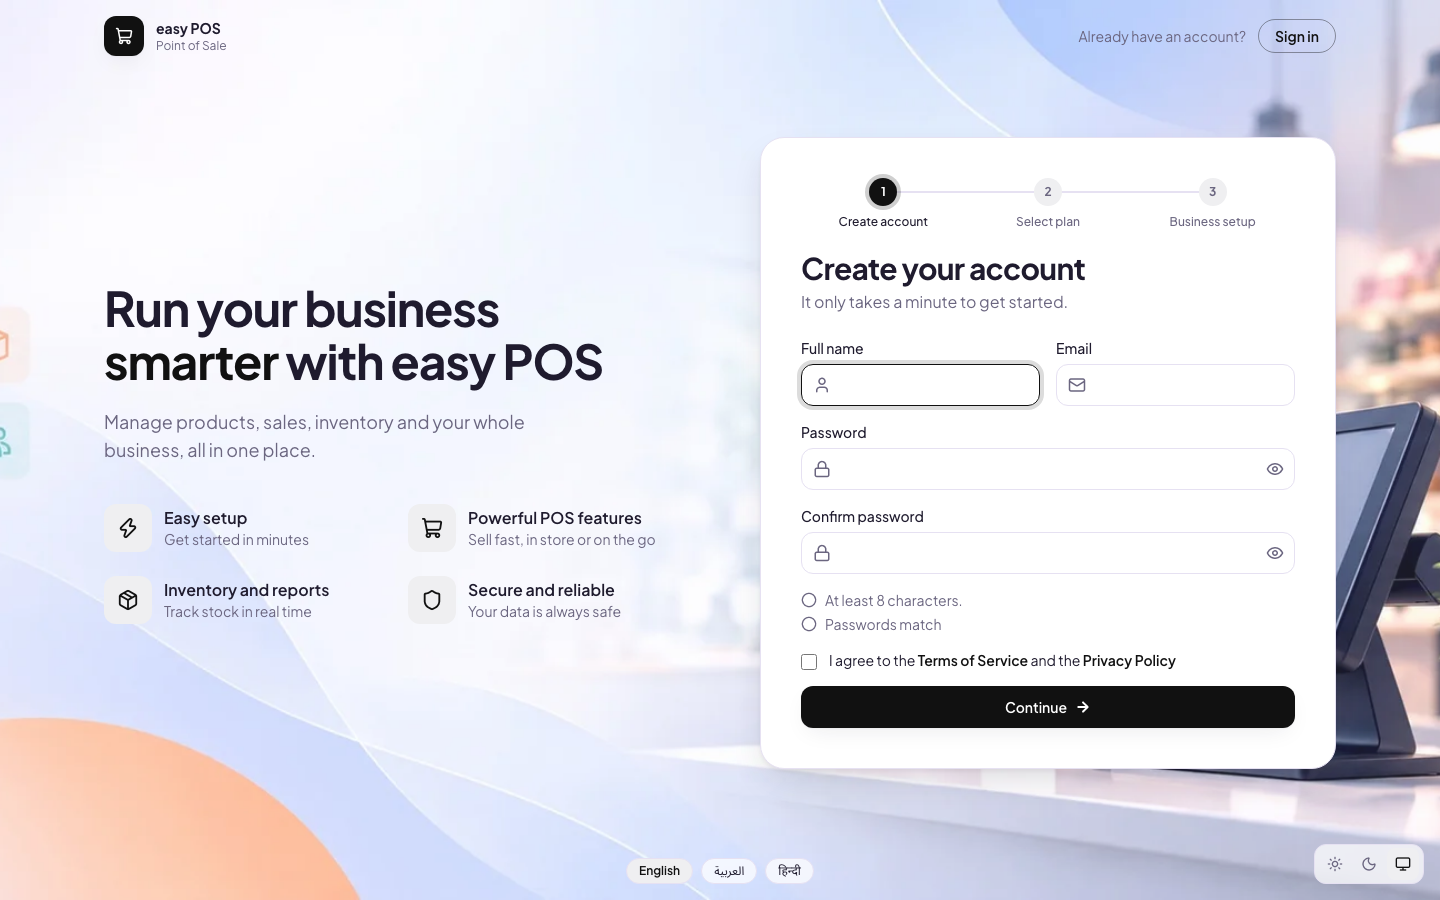 easy POS
Point of Sale
Already have an account?
Sign in
Run your business
smarter with easy POS
Manage products, sales, inventory and your whole
business, all in one place.
Easy setup
Get started in minutes
Powerful POS features
Sell fast, in store or on the go
Inventory and reports
Track stock in real time
Secure and reliable
Your data is always safe
1
2
3
Create account
Select plan
Business setup
Create your account
It only takes a minute to get started.
Full name
Email
Password
Confirm password
At least 8 characters.
Passwords match
I agree to the Terms of Service and the Privacy Policy
Continue
English
العربية
हिन्दी